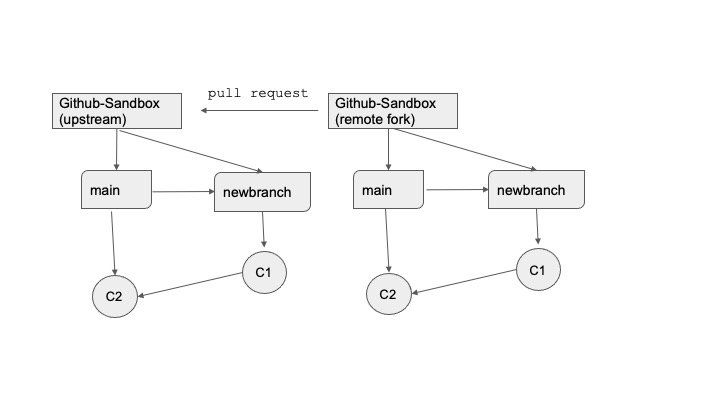 pull request
Github-Sandbox
(upstream)
Github-Sandbox
(remote fork)
main
newbranch
main
newbranch
C1
C2
C1
C2